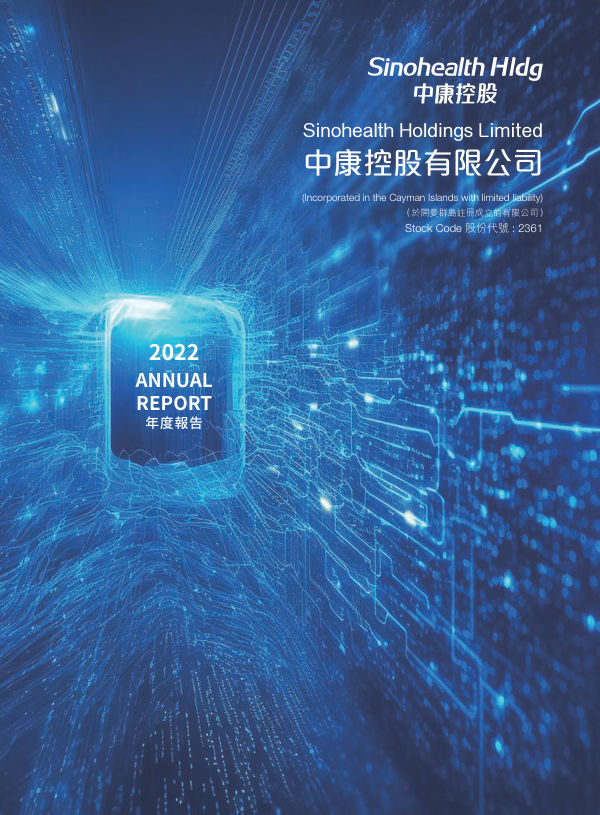 Sinohealth Hldg
中康控股
Sinohealth Holdings Limited
中康控股有限公司
(Incorporated in the Cayman Islands with limited liability)
(於開曼群島註冊成立的有限公司)
Stock Code 股份代號 : 2361
2022
ANNUAL
REPORT
年度報告